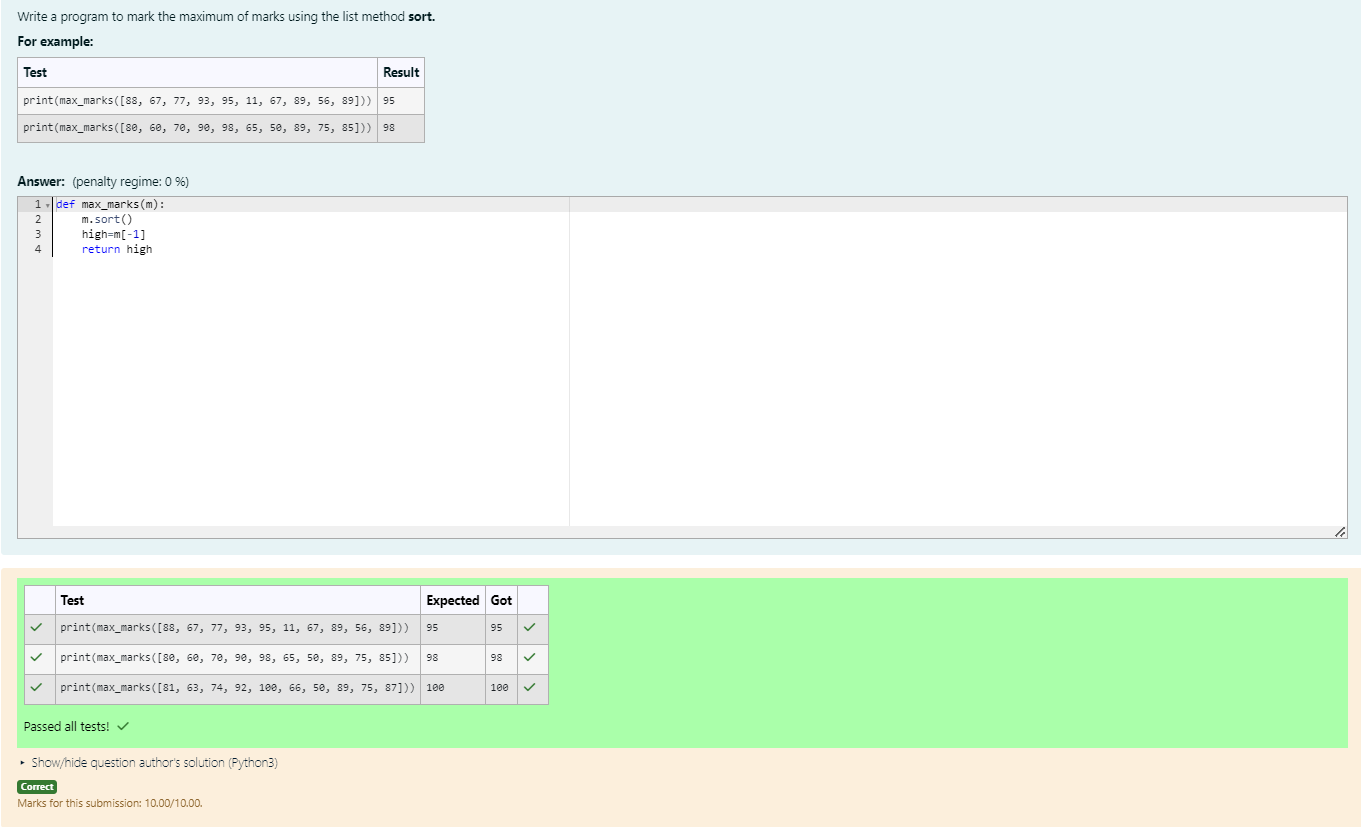 Write a program to mark the maximum of marks using the list method sort.
For example:
Test Result
print(max_marks([88, 67, 77, 93, 95, 11, 67, 89, 56, 89])) 95
print(max_marks([80, 60, 70, 90, 98, 65, 50, 89, 75, 85])) 98
Answer: (penalty regime: 0 %)
1 def max_marks(m):
2     m.sort()
3     high=m[-1]
4     return high
Test Expected Got
print(max_marks([88, 67, 77, 93, 95, 11, 67, 89, 56, 89])) 95 95
print(max_marks([80, 60, 70, 90, 98, 65, 50, 89, 75, 85])) 98 98
print(max_marks([81, 63, 74, 92, 100, 66, 50, 89, 75, 87])) 100 100
Passed all tests!
Show/hide question author's solution (Python3)
Correct
Marks for this submission: 10.00/10.00.